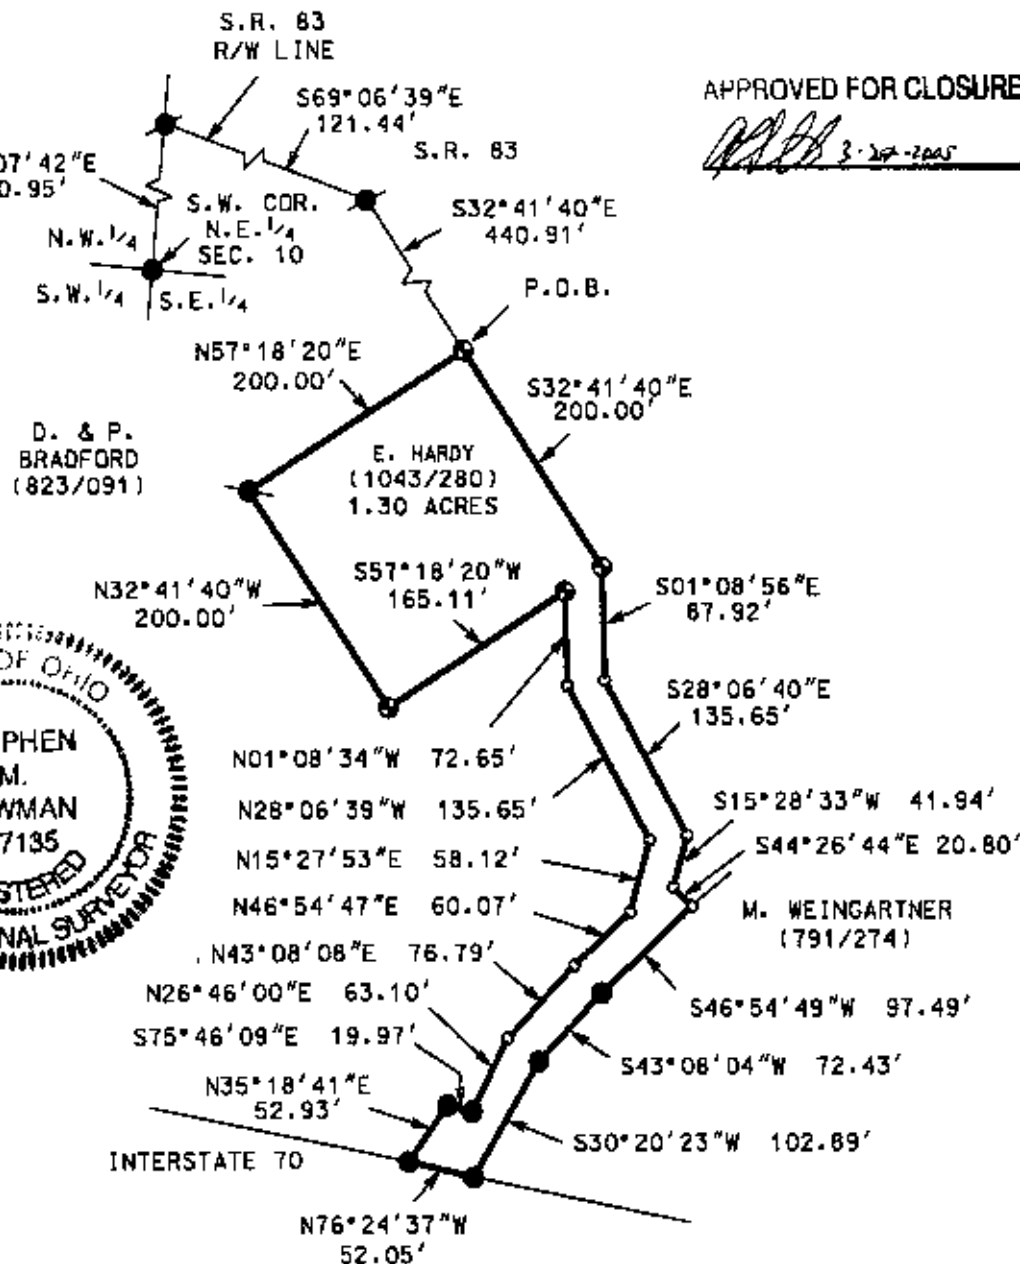 S.R. 83
R/W LINE
S69°06'39"E
121.44'
APPROVED FOR CLOSURE
S.R. 83
07'42"E
0.95'
S.W. COR.
N.E.1/4
SEC. 10
N.W.1/4
S.W.1/4
S.E.1/4
S32°41'40"E
440.91'
P.O.B.
N57°18'20"E
200.00'
S32°41'40"E
200.00'
D. & P.
BRADFORD
(823/091)
E. HARDY
(1043/280)
1.30 ACRES
N32°41'40"W
200.00'
S57°18'20"W
165.11'
S01°08'56"E
87.92'
S28°06'40"E
135.65'
OF OHIO
PHEN
M.
WMAN
7135
STERED
NAL SURVEYOR
N01°08'34"W 72.65'
N28°06'39"W 135.65'
S15°28'33"W 41.94'
N15°27'53"E 58.12'
S44°26'44"E 20.80'
N46°54'47"E 60.07'
M. WEINGARTNER
(791/274)
N43°08'08"E 76.79'
N26°46'00"E 63.10'
S46°54'49"W 97.49'
S75°46'09"E 19.97'
S43°08'04"W 72.43'
N35°18'41"E
52.93'
S30°20'23"W 102.89'
INTERSTATE 70
N76°24'37"W
52.05'